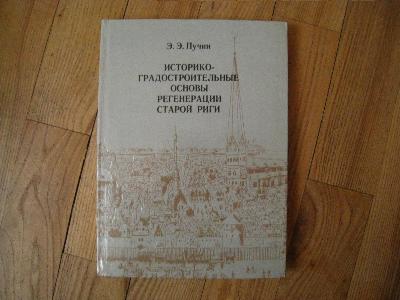 Э. Э. Пучин
ИСТОРИКО-
ГРАДОСТРОИТЕЛЬНЫЕ
ОСНОВЫ
РЕГЕНЕРАЦИИ
СТАРОЙ РИГИ